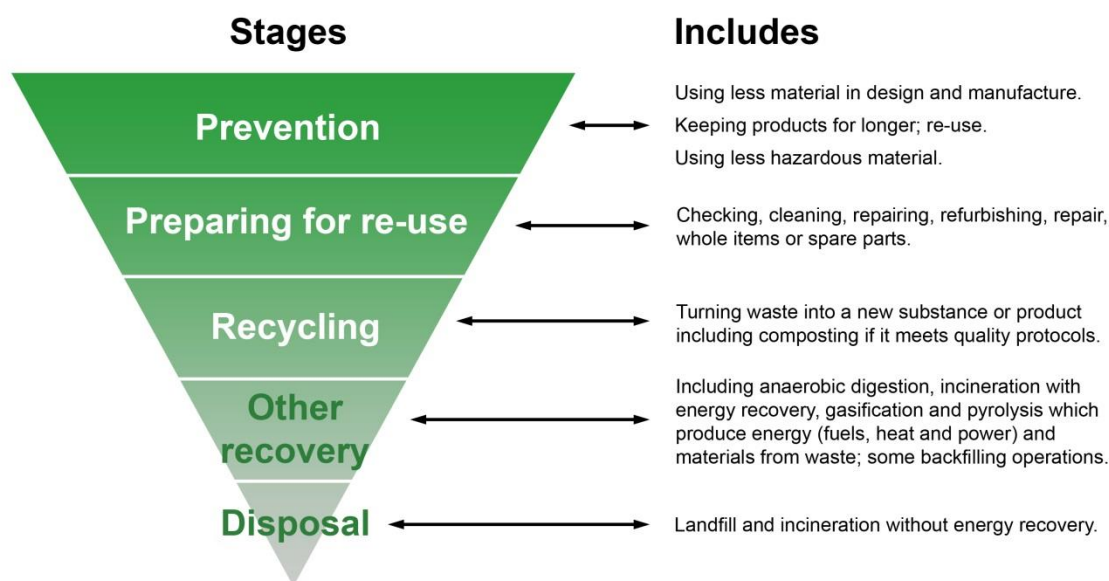 Stages
Includes
Prevention
Using less material in design and manufacture.
Keeping products for longer; re-use.
Using less hazardous material.
Preparing for re-use
Checking, cleaning, repairing, refurbishing, repair,
whole items or spare parts.
Recycling
Turning waste into a new substance or product
including composting if it meets quality protocols.
Other
recovery
Including anaerobic digestion, incineration with
energy recovery, gasification and pyrolysis which
produce energy (fuels, heat and power) and
materials from waste; some backfilling operations.
Disposal
Landfill and incineration without energy recovery.